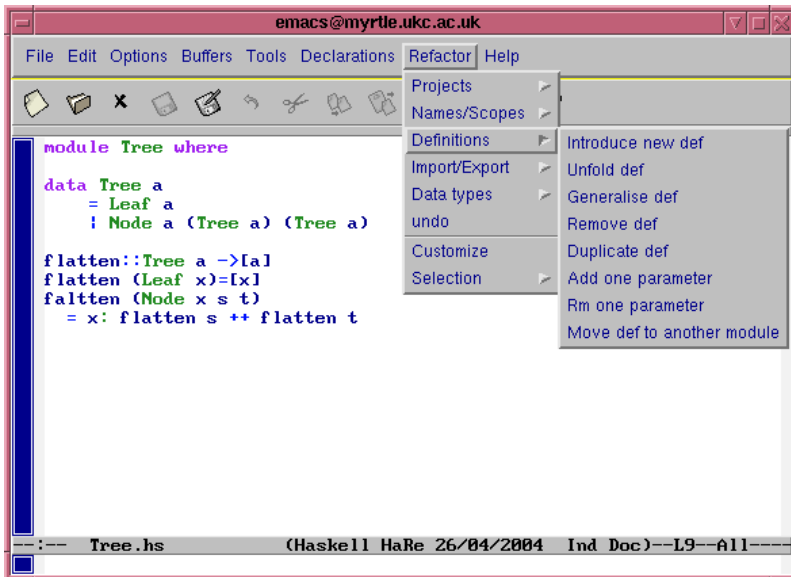 emacs@myrtle.ukc.ac.uk
File Edit Options Buffers Tools Declarations Refactor Help
Projects
Names/Scopes
Definitions
Import/Export
Data types
undo
Customize
Selection
Introduce new def
Unfold def
Generalise def
Remove def
Duplicate def
Add one parameter
Rm one parameter
Move def to another module
module Tree where
data Tree a
= Leaf a
| Node a (Tree a) (Tree a)
flatten::Tree a ->[a]
flatten (Leaf x)=[x]
faltten (Node x s t)
= x: flatten s ++ flatten t
--:-- Tree.hs (Haskell HaRe 26/04/2004 Ind Doc)--L9--All----